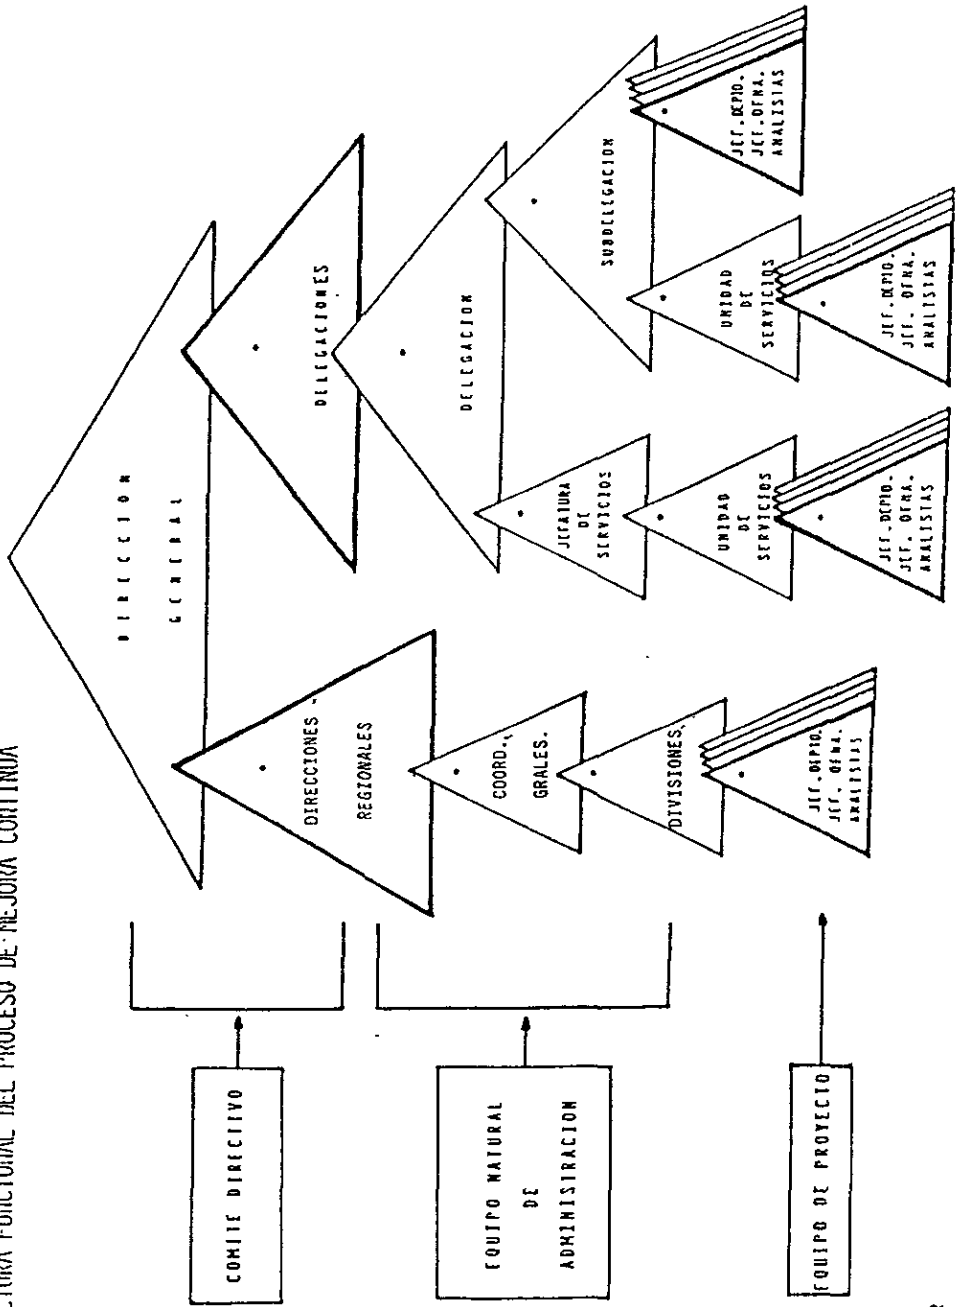 FUNCIONAL DEL PROCESO DE MEJORA CONTINUA
COMITE DIRECTIVO
EQUIPO NATURAL
DE
ADMINISTRACION
EQUIPO DE PROYECTO
DIRECCION
GENERAL
DIRECCIONES
REGIONALES
COORD.
GRALES.
DIVISIONES
JEF. DEPTO.
JEF. OFNA.
ANALISTAS
DELEGACIONES
DELEGACION
JEFATURA
DE
SERVICIOS
UNIDAD
DE
SERVICIOS
JEF. DEPTO.
JEF. OFNA.
ANALISTAS
SUBDELEGACION
UNIDAD
DE
SERVICIOS
JEF. DEPTO.
JEF. OFNA.
ANALISTAS
JEF. DEPTO.
JEF. OFNA.
ANALISTAS